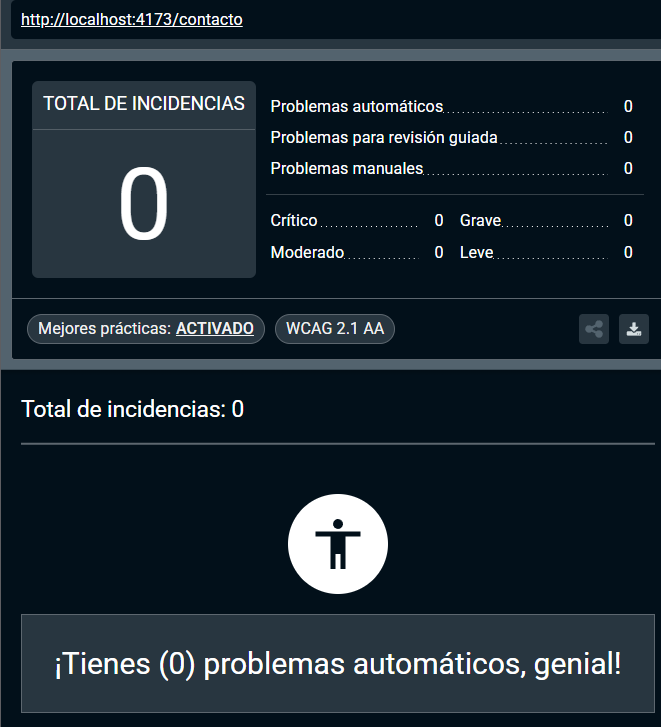 http://localhost:4173/contacto
TOTAL DE INCIDENCIAS
0
Problemas automáticos 0
Problemas para revisión guiada 0
Problemas manuales 0
Crítico 0 Grave 0
Moderado 0 Leve 0
Mejores prácticas: ACTIVADO WCAG 2.1 AA
Total de incidencias: 0
¡Tienes (0) problemas automáticos, genial!